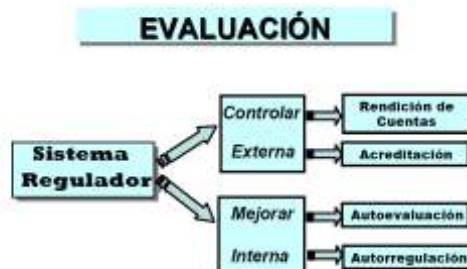 EVALUACIÓN
Sistema
Regulador
Controlar
Externa
Rendición de
Cuentas
Acreditación
Mejorar
Interna
Autoevaluación
Autorregulación